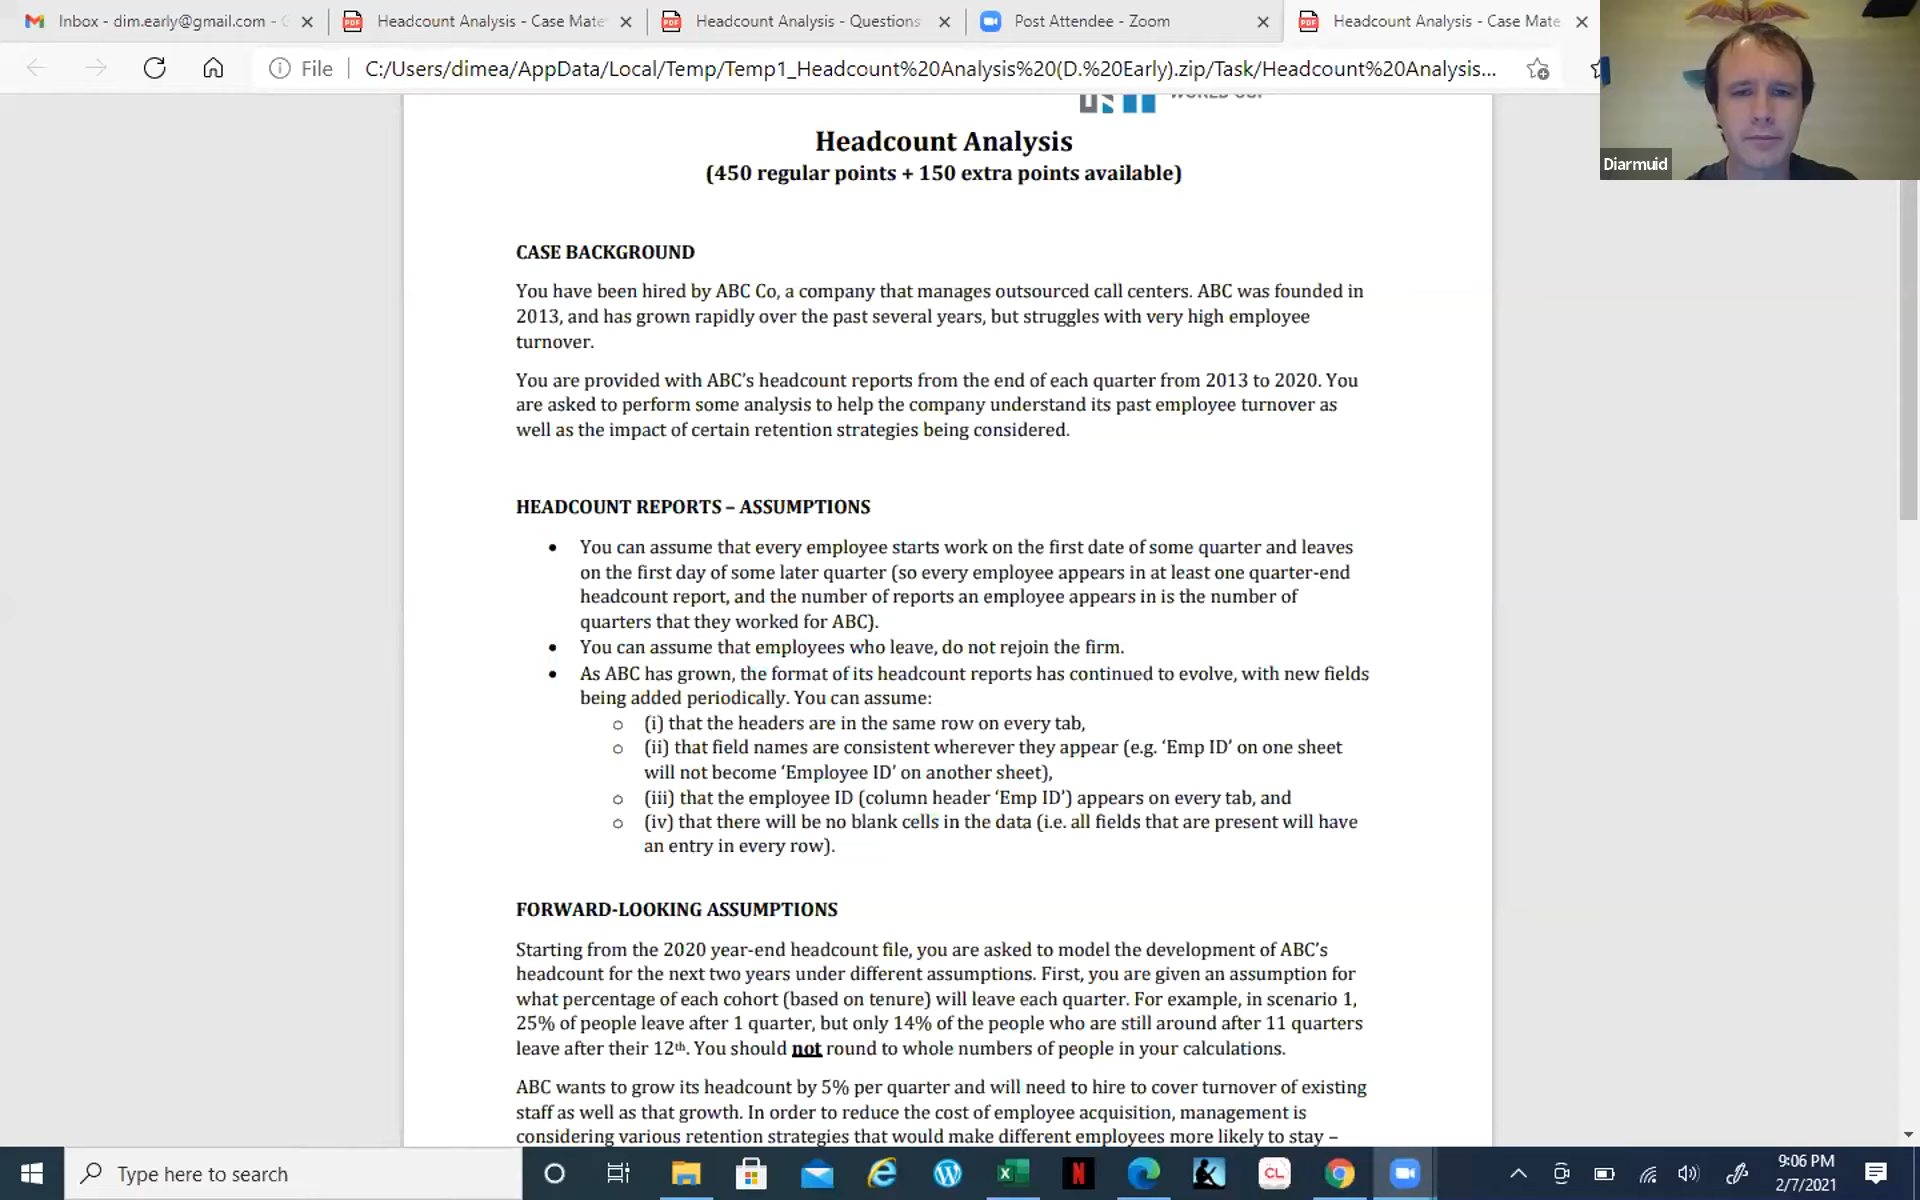 Inbox - dim.early@gmail.com - G
Headcount Analysis - Case Mate
Headcount Analysis - Questions
Post Attendee - Zoom
Headcount Analysis - Case Mate
File
C:/Users/dimea/AppData/Local/Temp/Temp1_Headcount%20Analysis%20(D.%20Early).zip/Task/Headcount%20Analysis...
Diarmuid
WORLD CUP
Headcount Analysis
(450 regular points + 150 extra points available)
CASE BACKGROUND
You have been hired by ABC Co, a company that manages outsourced call centers. ABC was founded in
2013, and has grown rapidly over the past several years, but struggles with very high employee
turnover.
You are provided with ABC's headcount reports from the end of each quarter from 2013 to 2020. You
are asked to perform some analysis to help the company understand its past employee turnover as
well as the impact of certain retention strategies being considered.
HEADCOUNT REPORTS – ASSUMPTIONS
• You can assume that every employee starts work on the first date of some quarter and leaves
on the first day of some later quarter (so every employee appears in at least one quarter-end
headcount report, and the number of reports an employee appears in is the number of
quarters that they worked for ABC).
• You can assume that employees who leave, do not rejoin the firm.
• As ABC has grown, the format of its headcount reports has continued to evolve, with new fields
being added periodically. You can assume:
o (i) that the headers are in the same row on every tab,
o (ii) that field names are consistent wherever they appear (e.g. 'Emp ID' on one sheet
will not become 'Employee ID' on another sheet),
o (iii) that the employee ID (column header 'Emp ID') appears on every tab, and
o (iv) that there will be no blank cells in the data (i.e. all fields that are present will have
an entry in every row).
FORWARD-LOOKING ASSUMPTIONS
Starting from the 2020 year-end headcount file, you are asked to model the development of ABC's
headcount for the next two years under different assumptions. First, you are given an assumption for
what percentage of each cohort (based on tenure) will leave each quarter. For example, in scenario 1,
25% of people leave after 1 quarter, but only 14% of the people who are still around after 11 quarters
leave after their 12th. You should not round to whole numbers of people in your calculations.
ABC wants to grow its headcount by 5% per quarter and will need to hire to cover turnover of existing
staff as well as that growth. In order to reduce the cost of employee acquisition, management is
considering various retention strategies that would make different employees more likely to stay –
Type here to search
CL
9:06 PM
2/7/2021